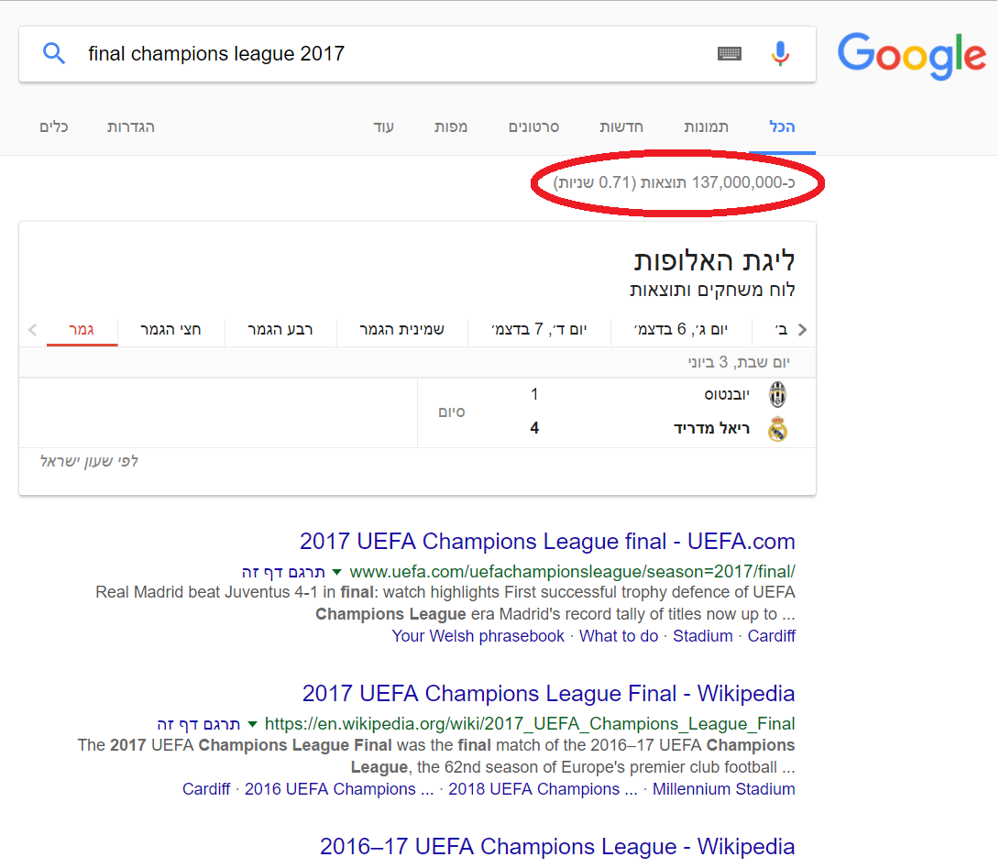 final champions league 2017
Google
הכל תמונות חדשות סרטונים מפות עוד הגדרות כלים
כ-137,000,000 תוצאות (0.71 שניות)
ליגת האלופות
לוח משחקים ותוצאות
ב׳ יום ג׳, 6 בדצמ׳ יום ד׳, 7 בדצמ׳ שמינית הגמר רבע הגמר חצי הגמר גמר
יום שבת, 3 ביוני
יובנטוס 1
סיום
ריאל מדריד 4
לפי שעון ישראל
2017 UEFA Champions League final - UEFA.com
www.uefa.com/uefachampionsleague/season=2017/final/ תרגם דף זה
Real Madrid beat Juventus 4-1 in final: watch highlights First successful trophy defence of UEFA
Champions League era Madrid's record tally of titles now up to ...
Your Welsh phrasebook · What to do · Stadium · Cardiff
2017 UEFA Champions League Final - Wikipedia
https://en.wikipedia.org/wiki/2017_UEFA_Champions_League_Final תרגם דף זה
The 2017 UEFA Champions League Final was the final match of the 2016–17 UEFA Champions
League, the 62nd season of Europe's premier club football ...
Cardiff · 2016 UEFA Champions ... · 2018 UEFA Champions ... · Millennium Stadium
2016–17 UEFA Champions League - Wikipedia